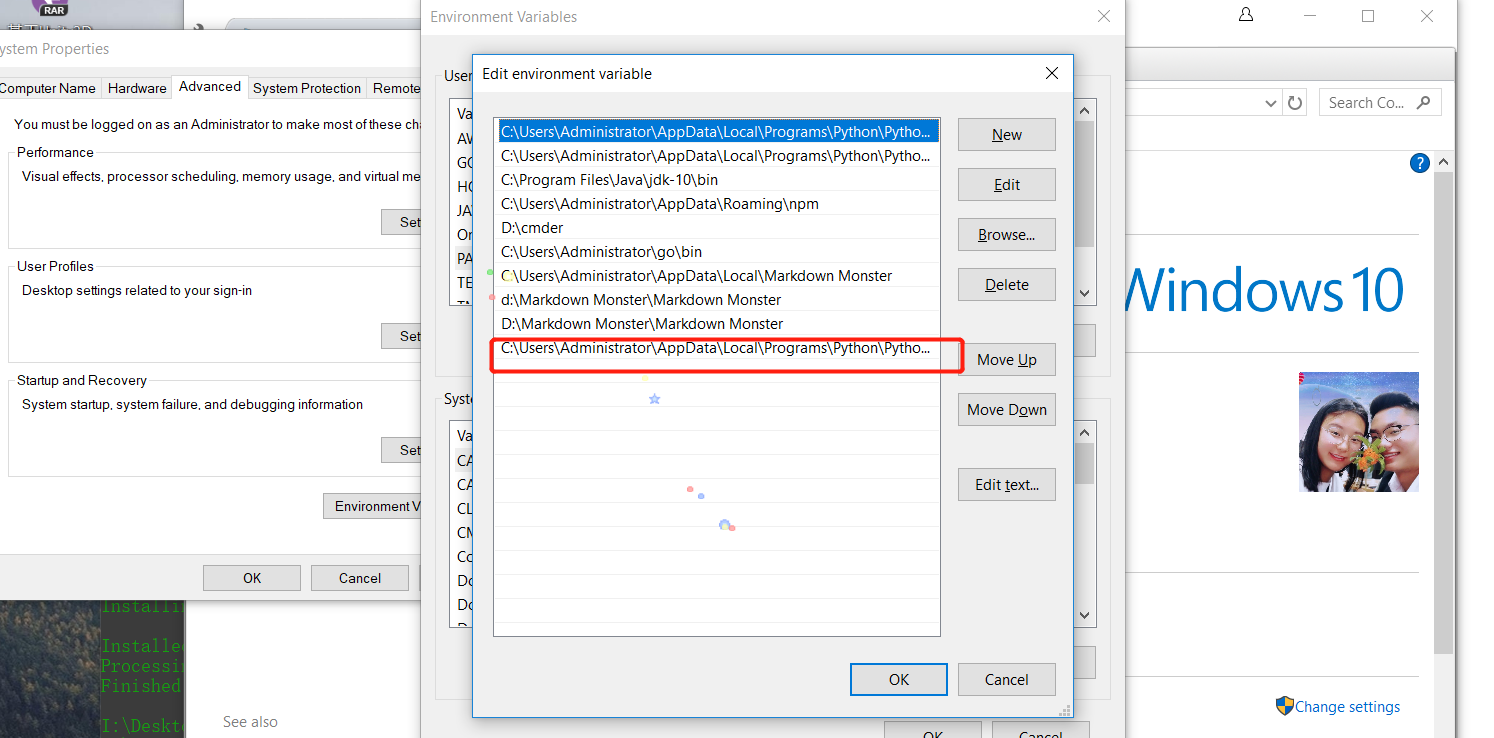 RAR
Environment Variables
System Properties
Edit environment variable
Computer Name
Hardware
Advanced
System Protection
Remote
You must be logged on as an Administrator to make most of these cha
Performance
Visual effects, processor scheduling, memory usage, and virtual me
Set
User Profiles
Desktop settings related to your sign-in
Set
Startup and Recovery
System startup, system failure, and debugging information
Set
Environment V
OK
Cancel
User
Va
AV
GO
HO
JA
On
PA
TE
Syste
Va
CA
CA
CL
CM
Co
Do
Do
C:\Users\Administrator\AppData\Local\Programs\Python\Pytho...
C:\Users\Administrator\AppData\Local\Programs\Python\Pytho...
C:\Program Files\Java\jdk-10\bin
C:\Users\Administrator\AppData\Roaming\npm
D:\cmder
C:\Users\Administrator\go\bin
C:\Users\Administrator\AppData\Local\Markdown Monster
d:\Markdown Monster\Markdown Monster
D:\Markdown Monster\Markdown Monster
C:\Users\Administrator\AppData\Local\Programs\Python\Pytho...
New
Edit
Browse...
Delete
Move Up
Move Down
Edit text...
OK
Cancel
OK
Cancel
Search Co...
?
Windows 10
Change settings
See also
Installe
Processi
Finished
I:\Deskto